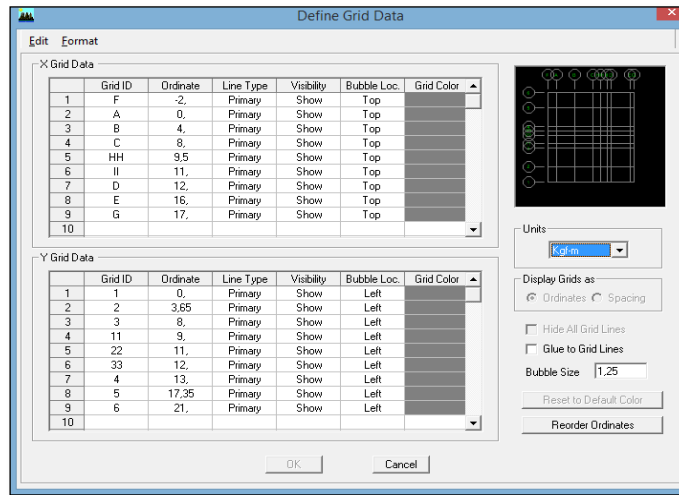 Define Grid Data
Edit Format
X Grid Data
Grid ID Ordinate Line Type Visibility Bubble Loc. Grid Color
1 F -2, Primary Show Top
2 A 0, Primary Show Top
3 B 4, Primary Show Top
4 C 8, Primary Show Top
5 HH 9,5 Primary Show Top
6 II 11, Primary Show Top
7 D 12, Primary Show Top
8 E 16, Primary Show Top
9 G 17, Primary Show Top
10
Y Grid Data
Grid ID Ordinate Line Type Visibility Bubble Loc. Grid Color
1 1 0, Primary Show Left
2 2 3,65 Primary Show Left
3 3 8, Primary Show Left
4 11 9, Primary Show Left
5 22 11, Primary Show Left
6 33 12, Primary Show Left
7 4 13, Primary Show Left
8 5 17,35 Primary Show Left
9 6 21, Primary Show Left
10
Units
Kgf-m
Display Grids as
Ordinates Spacing
Hide All Grid Lines
Glue to Grid Lines
Bubble Size 1,25
Reset to Default Color
Reorder Ordinates
OK Cancel